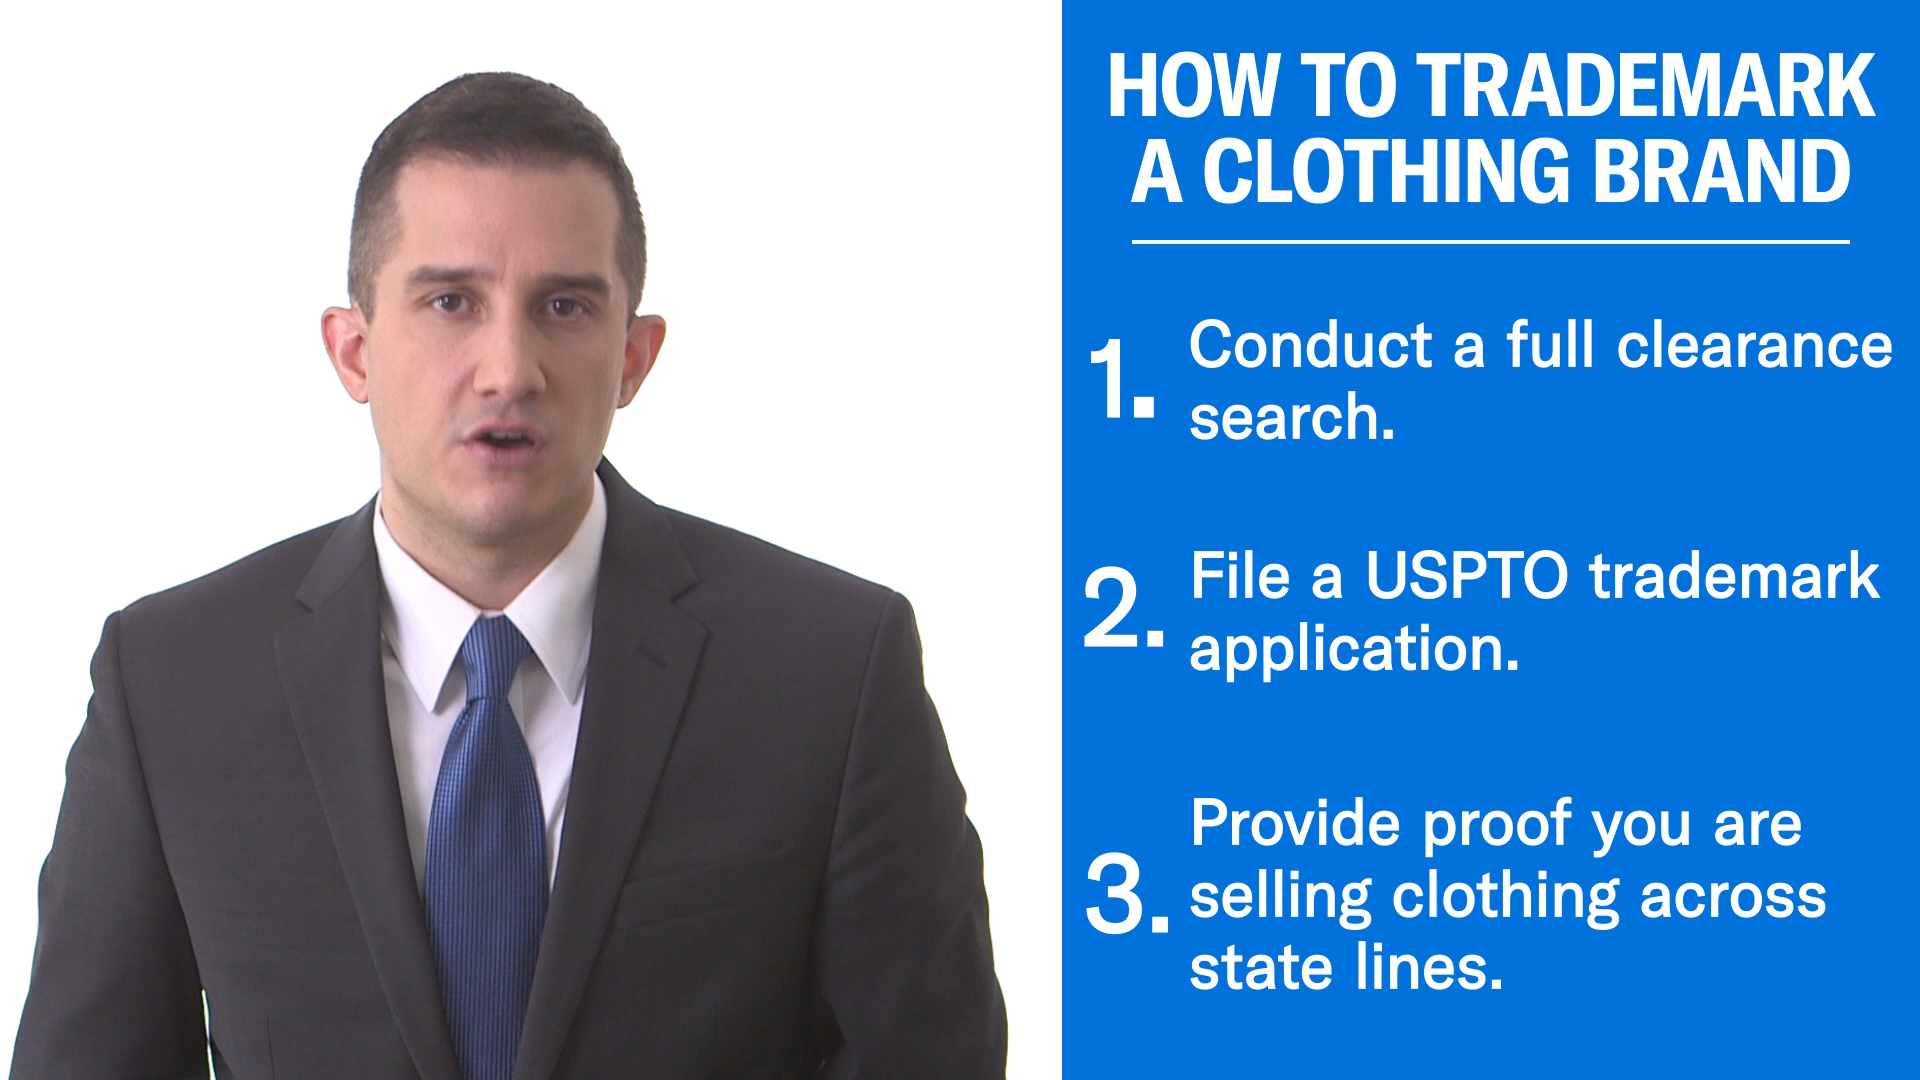 HOW TO TRADEMARK
A CLOTHING BRAND
1. Conduct a full clearance
search.
2. File a USPTO trademark
application.
3. Provide proof you are
selling clothing across
state lines.